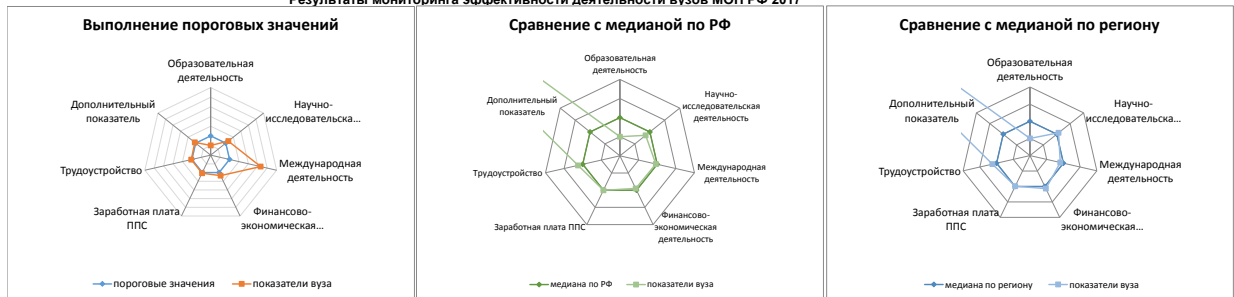 Результаты мониторинга эффективности деятельности вузов МОН РФ 2017
Выполнение пороговых значений
Образовательная
деятельность
Научно-
исследовательска...
Международная
деятельность
Финансово-
экономическая...
Заработная плата
ППС
Трудоустройство
Дополнительный
показатель
пороговые значения
показатели вуза
Сравнение с медианой по РФ
Образовательная
деятельность
Научно-
исследовательская
деятельность
Международная
деятельность
Финансово-
экономическая
деятельность
Заработная плата ППС
Трудоустройство
Дополнительный
показатель
медиана по РФ
показатели вуза
Сравнение с медианой по региону
Образовательная
деятельность
Научно-
исследовательска...
Международная
деятельность
Финансово-
экономическая...
Заработная плата
ППС
Трудоустройство
Дополнительный
показатель
медиана по региону
показатели вуза